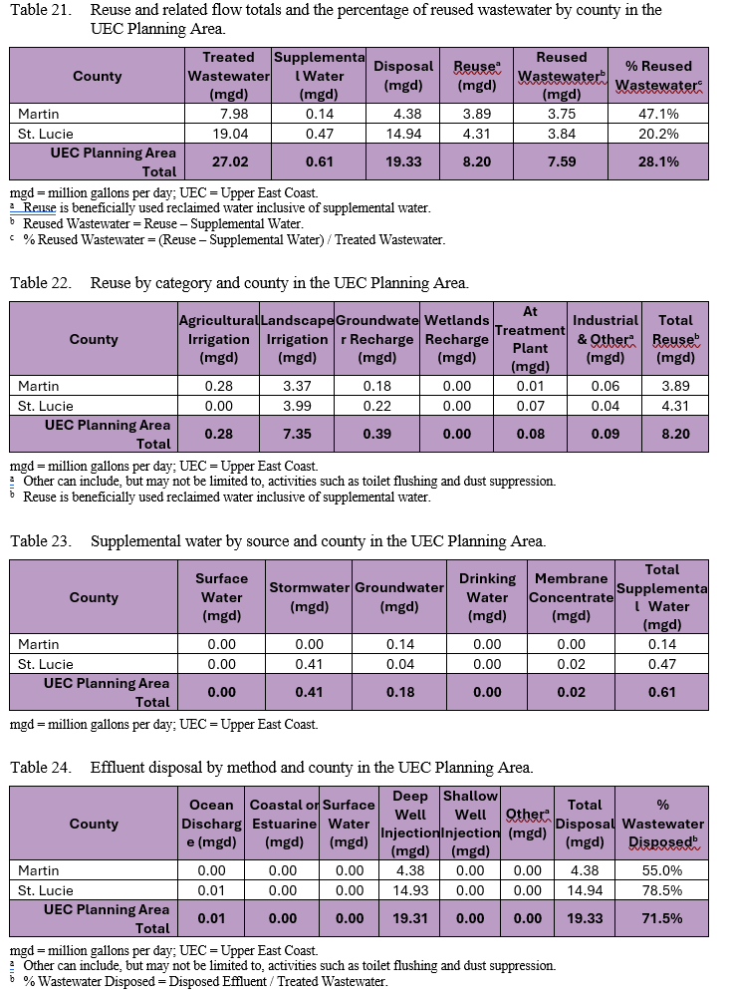 Table 21. Reuse and related flow totals and the percentage of reused wastewater by county in the
UEC Planning Area.
County
Treated
Wastewater
(mgd)
Supplementa
l Water
(mgd)
Disposal
(mgd)
Reuseᵃ
(mgd)
Reused
Wastewaterᵇ
(mgd)
% Reused
Wastewaterᶜ
Martin 7.98 0.14 4.38 3.89 3.75 47.1%
St. Lucie 19.04 0.47 14.94 4.31 3.84 20.2%
UEC Planning Area
Total
27.02 0.61 19.33 8.20 7.59 28.1%
mgd = million gallons per day; UEC = Upper East Coast.
ᵃ Reuse is beneficially used reclaimed water inclusive of supplemental water.
ᵇ Reused Wastewater = Reuse – Supplemental Water.
ᶜ % Reused Wastewater = (Reuse – Supplemental Water) / Treated Wastewater.
Table 22. Reuse by category and county in the UEC Planning Area.
County
Agricultural
Irrigation
(mgd)
Landscape
Irrigation
(mgd)
Groundwate
r Recharge
(mgd)
Wetlands
Recharge
(mgd)
At
Treatment
Plant
(mgd)
Industrial
& Otherᵃ
(mgd)
Total
Reuseᵇ
(mgd)
Martin 0.28 3.37 0.18 0.00 0.01 0.06 3.89
St. Lucie 0.00 3.99 0.22 0.00 0.07 0.04 4.31
UEC Planning Area
Total
0.28 7.35 0.39 0.00 0.08 0.09 8.20
mgd = million gallons per day; UEC = Upper East Coast.
ᵃ Other can include, but may not be limited to, activities such as toilet flushing and dust suppression.
ᵇ Reuse is beneficially used reclaimed water inclusive of supplemental water.
Table 23. Supplemental water by source and county in the UEC Planning Area.
County
Surface
Water
(mgd)
Stormwater
(mgd)
Groundwater
(mgd)
Drinking
Water
(mgd)
Membrane
Concentrate
(mgd)
Total
Supplementa
l Water
(mgd)
Martin 0.00 0.00 0.14 0.00 0.00 0.14
St. Lucie 0.00 0.41 0.04 0.00 0.02 0.47
UEC Planning Area
Total
0.00 0.41 0.18 0.00 0.02 0.61
mgd = million gallons per day; UEC = Upper East Coast.
Table 24. Effluent disposal by method and county in the UEC Planning Area.
County
Ocean
Discharg
e (mgd)
Coastal or
Estuarine
(mgd)
Surface
Water
(mgd)
Deep
Well
Injection
(mgd)
Shallow
Well
Injection
(mgd)
Otherᵃ
(mgd)
Total
Disposal
(mgd)
%
Wastewater
Disposedᵇ
Martin 0.00 0.00 0.00 4.38 0.00 0.00 4.38 55.0%
St. Lucie 0.01 0.00 0.00 14.93 0.00 0.00 14.94 78.5%
UEC Planning Area
Total
0.01 0.00 0.00 19.31 0.00 0.00 19.33 71.5%
mgd = million gallons per day; UEC = Upper East Coast.
ᵃ Other can include, but may not be limited to, activities such as toilet flushing and dust suppression.
ᵇ % Wastewater Disposed = Disposed Effluent / Treated Wastewater.